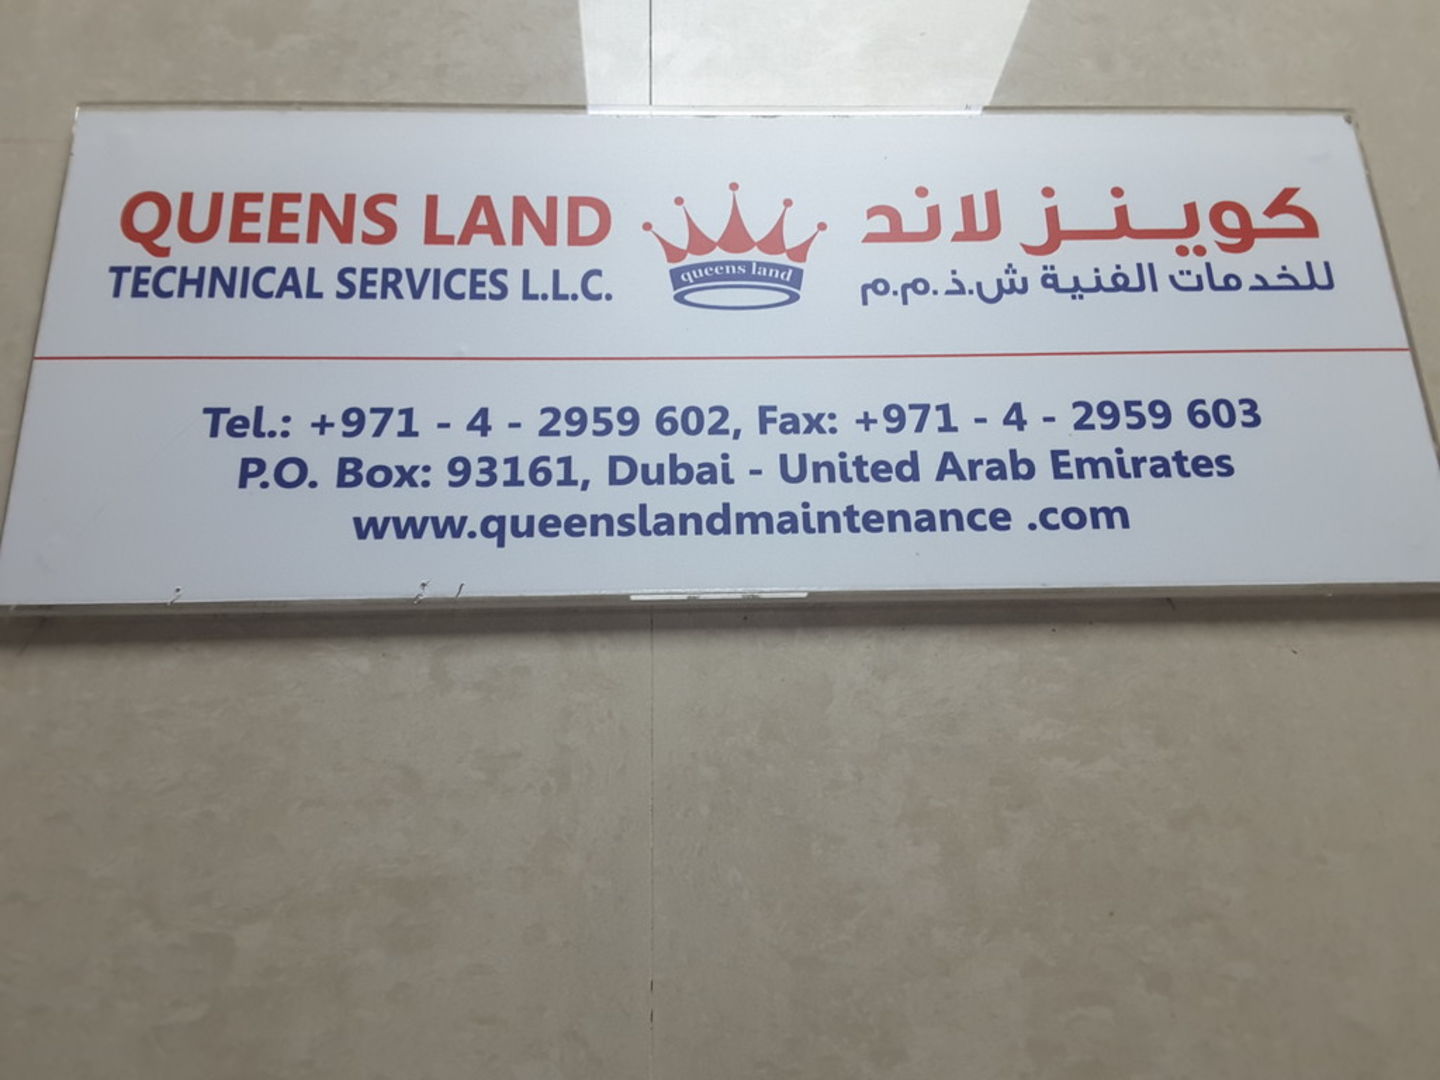 QUEENS LAND
TECHNICAL SERVICES L.L.C.
queens land
كوينز لاند
للخدمات الفنية ش.ذ.م.م
Tel.: +971 - 4 - 2959 602, Fax: +971 - 4 - 2959 603
P.O. Box: 93161, Dubai - United Arab Emirates
www.queenslandmaintenance .com